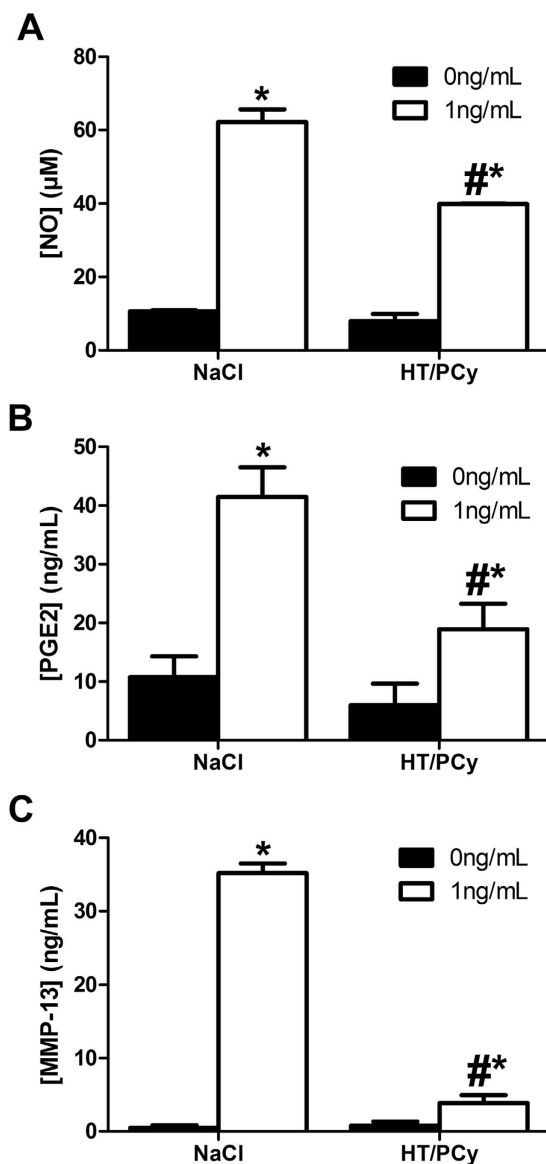 A
80
60
40
20
0
[NO] (µM)
0ng/mL
1ng/mL
*
#*
NaCl
HT/PCy
B
50
40
30
20
10
0
[PGE2] (ng/mL)
0ng/mL
1ng/mL
*
#*
NaCl
HT/PCy
C
40
30
20
10
0
[MMP-13] (ng/mL)
0ng/mL
1ng/mL
*
#*
NaCl
HT/PCy